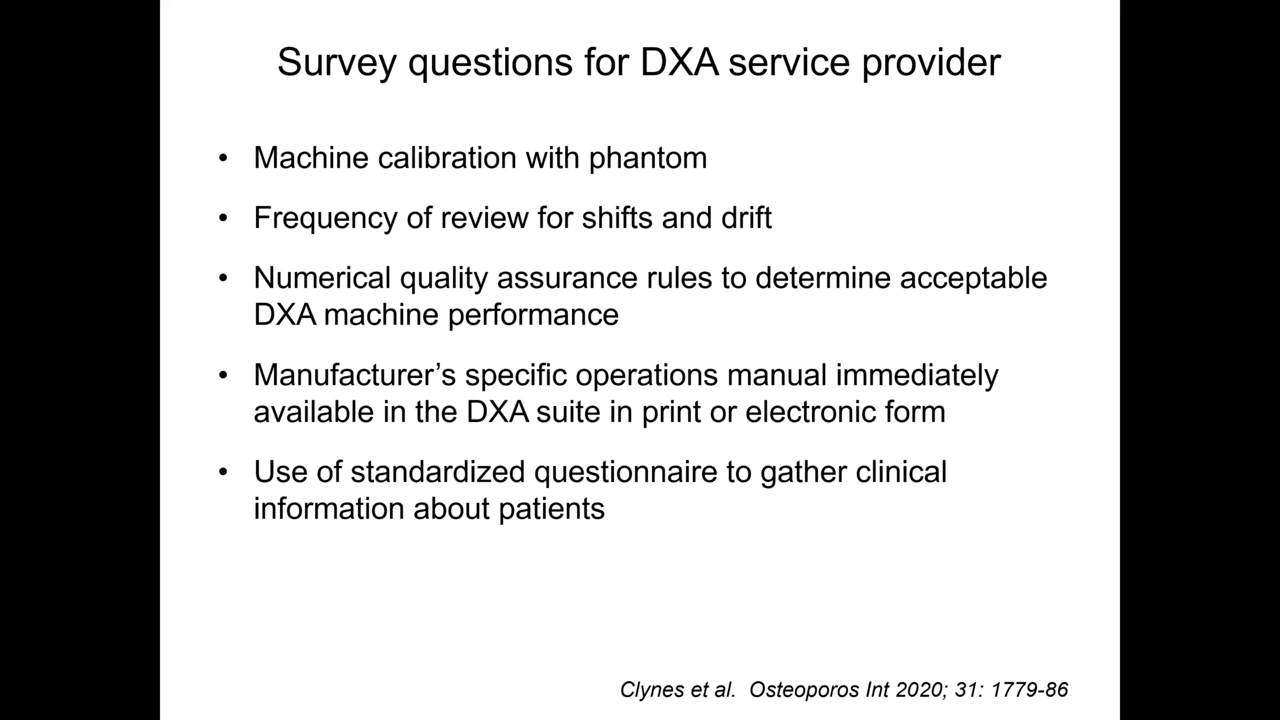 Survey questions for DXA service provider
• Machine calibration with phantom
• Frequency of review for shifts and drift
• Numerical quality assurance rules to determine acceptable
DXA machine performance
• Manufacturer’s specific operations manual immediately
available in the DXA suite in print or electronic form
• Use of standardized questionnaire to gather clinical
information about patients
Clynes et al.  Osteoporos Int 2020; 31: 1779-86